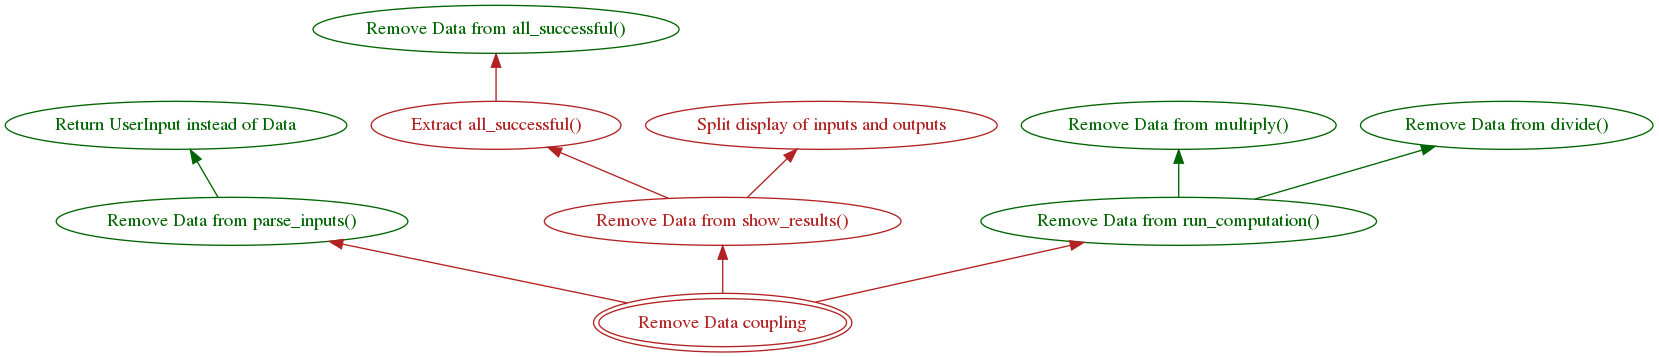 Remove Data from all_successful()
Return UserInput instead of Data
Extract all_successful()
Split display of inputs and outputs
Remove Data from multiply()
Remove Data from divide()
Remove Data from parse_inputs()
Remove Data from show_results()
Remove Data from run_computation()
Remove Data coupling